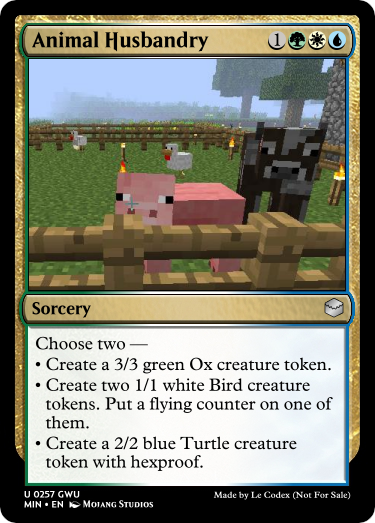 Animal Husbandry 1
Sorcery
Choose two —
• Create a 3/3 green Ox creature token.
• Create two 1/1 white Bird creature
tokens. Put a flying counter on one of
them.
• Create a 2/2 blue Turtle creature
token with hexproof.
U 0257 GWU
MIN • EN Mojang Studios
Made by Le Codex (Not For Sale)